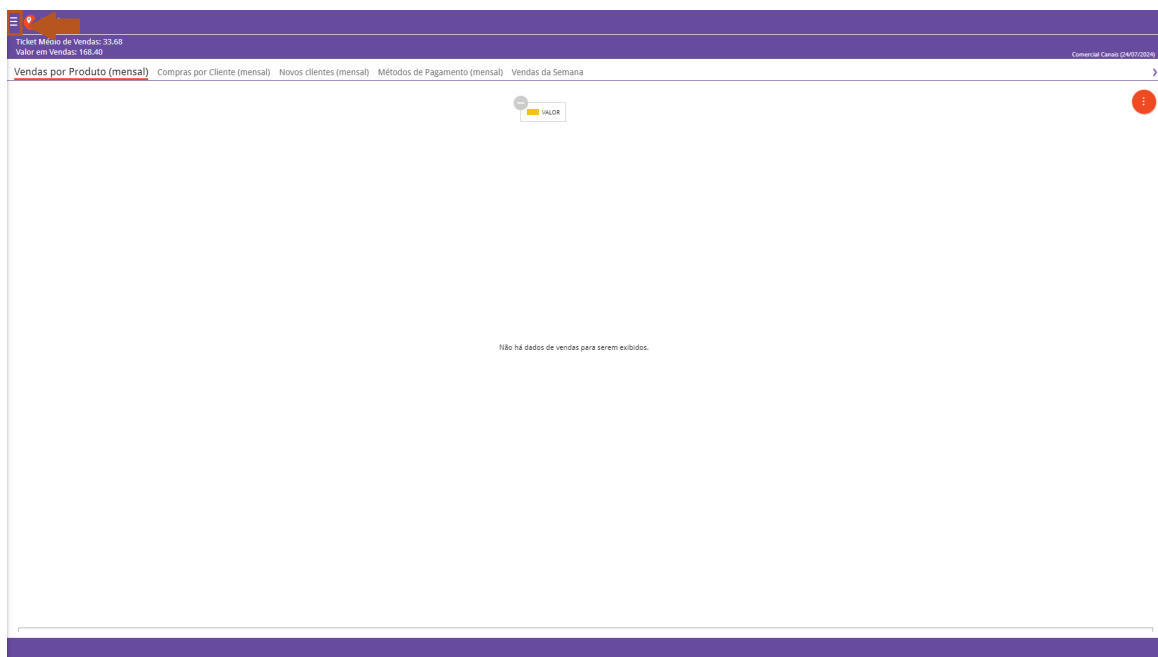 Ticket Médio de Vendas: 33.68
Valor em Vendas: 168.40
Comercial Canais (24/07/2024)
Vendas por Produto (mensal) Compras por Cliente (mensal) Novos clientes (mensal) Métodos de Pagamento (mensal) Vendas da Semana
VALOR
Não há dados de vendas para serem exibidos.